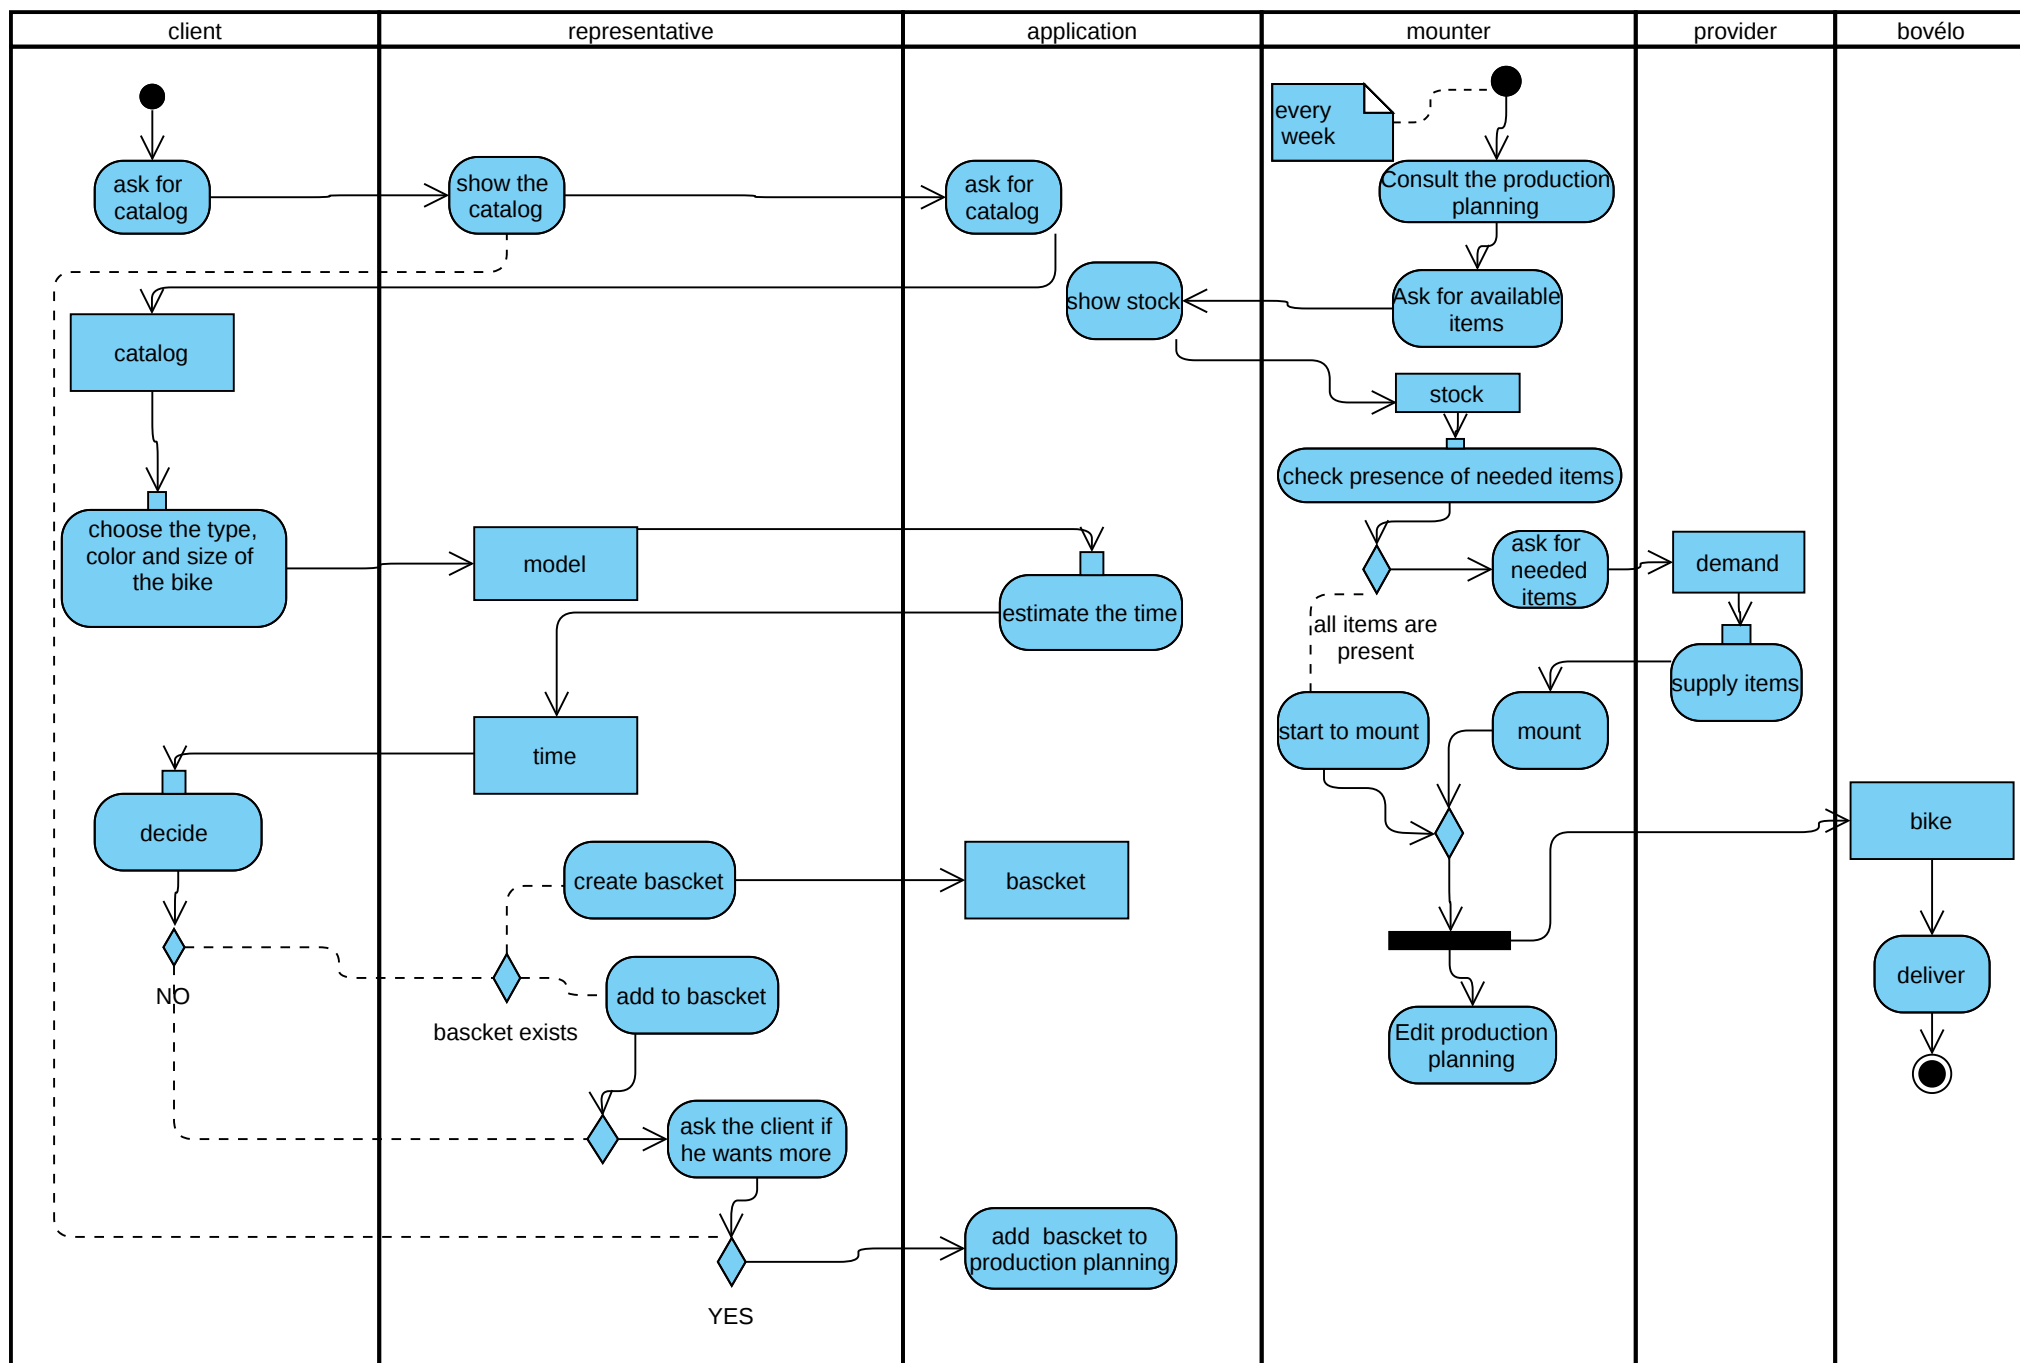 client
representative
application
mounter
provider
bovélo
every
week
ask for
catalog
show the
catalog
ask for
catalog
Consult the production
planning
show stock
Ask for available
items
catalog
stock
check presence of needed items
choose the type,
color and size of
the bike
model
estimate the time
ask for
needed
items
demand
all items are
present
supply items
start to mount
mount
time
decide
create bascket
bascket
bike
NO
add to bascket
bascket exists
deliver
Edit production
planning
ask the client if
he wants more
add  bascket to
production planning
YES